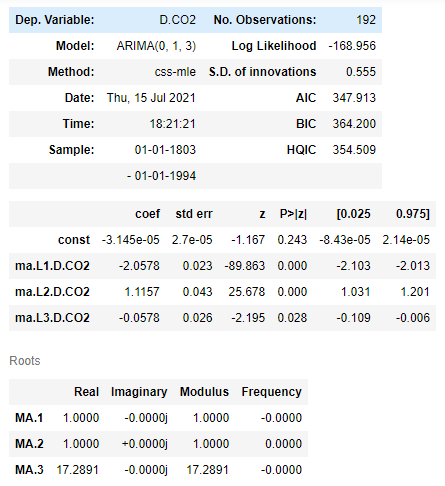 Dep. Variable: D.CO2 No. Observations: 192
Model: ARIMA(0, 1, 3) Log Likelihood -168.956
Method: css-mle S.D. of innovations 0.555
Date: Thu, 15 Jul 2021 AIC 347.913
Time: 18:21:21 BIC 364.200
Sample: 01-01-1803 HQIC 354.509
- 01-01-1994
coef std err z P>|z| [0.025 0.975]
const -3.145e-05 2.7e-05 -1.167 0.243 -8.43e-05 2.14e-05
ma.L1.D.CO2 -2.0578 0.023 -89.863 0.000 -2.103 -2.013
ma.L2.D.CO2 1.1157 0.043 25.678 0.000 1.031 1.201
ma.L3.D.CO2 -0.0578 0.026 -2.195 0.028 -0.109 -0.006
Roots
Real Imaginary Modulus Frequency
MA.1 1.0000 -0.0000j 1.0000 -0.0000
MA.2 1.0000 +0.0000j 1.0000 0.0000
MA.3 17.2891 -0.0000j 17.2891 -0.0000